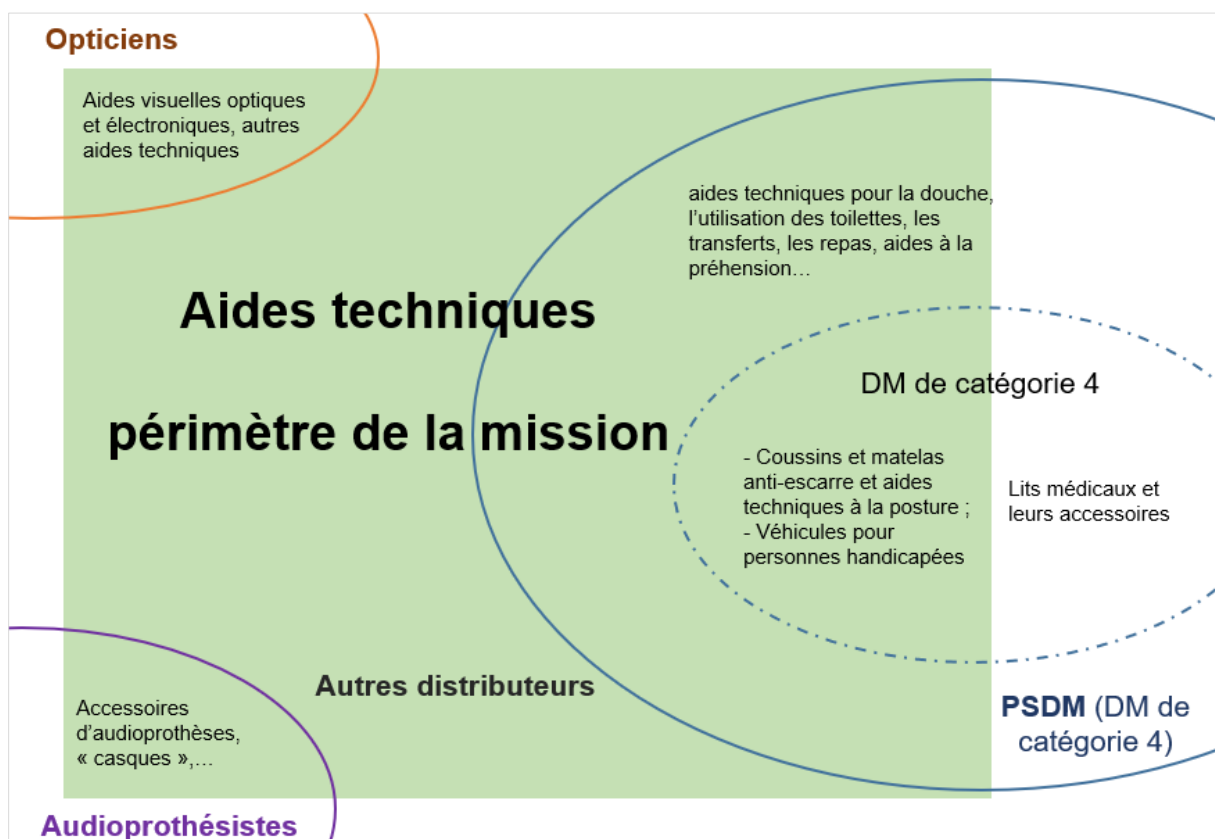 Opticiens
Aides visuelles optiques
et électroniques, autres
aides techniques
aides techniques pour la douche,
l'utilisation des toilettes, les
transferts, les repas, aides à la
préhension…
Aides techniques
périmètre de la mission
DM de catégorie 4
- Coussins et matelas
anti-escarre et aides
techniques à la posture ;
- Véhicules pour
personnes handicapées
Lits médicaux et
leurs accessoires
Autres distributeurs
PSDM (DM de
catégorie 4)
Accessoires
d'audioprothèses,
« casques »,…
Audioprothésistes